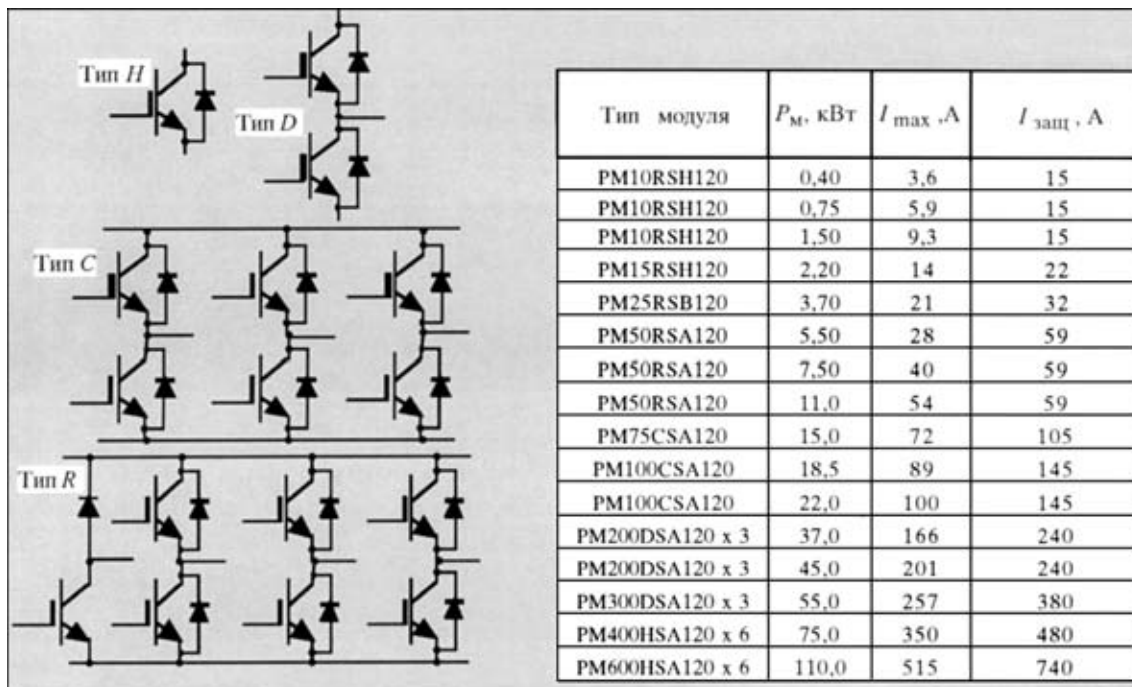 Тип H
Тип D
Тип C
Тип R
Тип модуля Pм, кВт I max ,А I защ , А
PM10RSH120 0,40 3,6 15
PM10RSH120 0,75 5,9 15
PM10RSH120 1,50 9,3 15
PM15RSH120 2,20 14 22
PM25RSB120 3,70 21 32
PM50RSA120 5,50 28 59
PM50RSA120 7,50 40 59
PM50RSA120 11,0 54 59
PM75CSA120 15,0 72 105
PM100CSA120 18,5 89 145
PM100CSA120 22,0 100 145
PM200DSA120 x 3 37,0 166 240
PM200DSA120 x 3 45,0 201 240
PM300DSA120 x 3 55,0 257 380
PM400HSA120 x 6 75,0 350 480
PM600HSA120 x 6 110,0 515 740